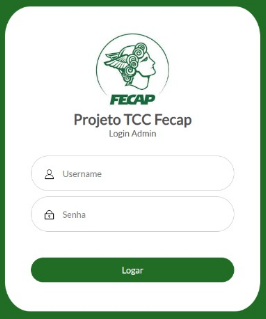 FECAP
Projeto TCC Fecap
Login Admin
Username
Senha
Logar